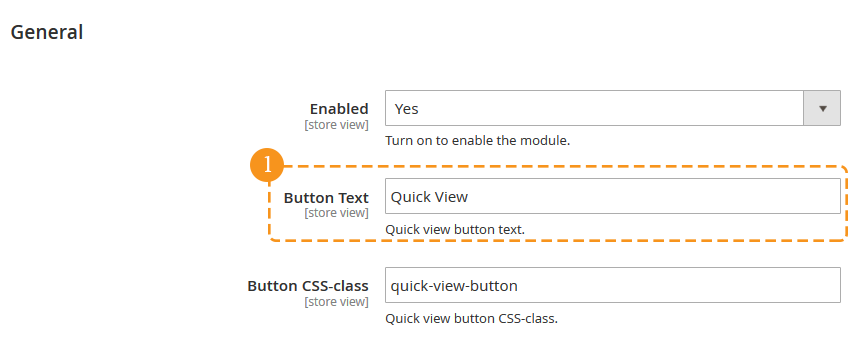 General
Enabled
[store view]
Yes
Turn on to enable the module.
1
Button Text
[store view]
Quick View
Quick view button text.
Button CSS-class
[store view]
quick-view-button
Quick view button CSS-class.